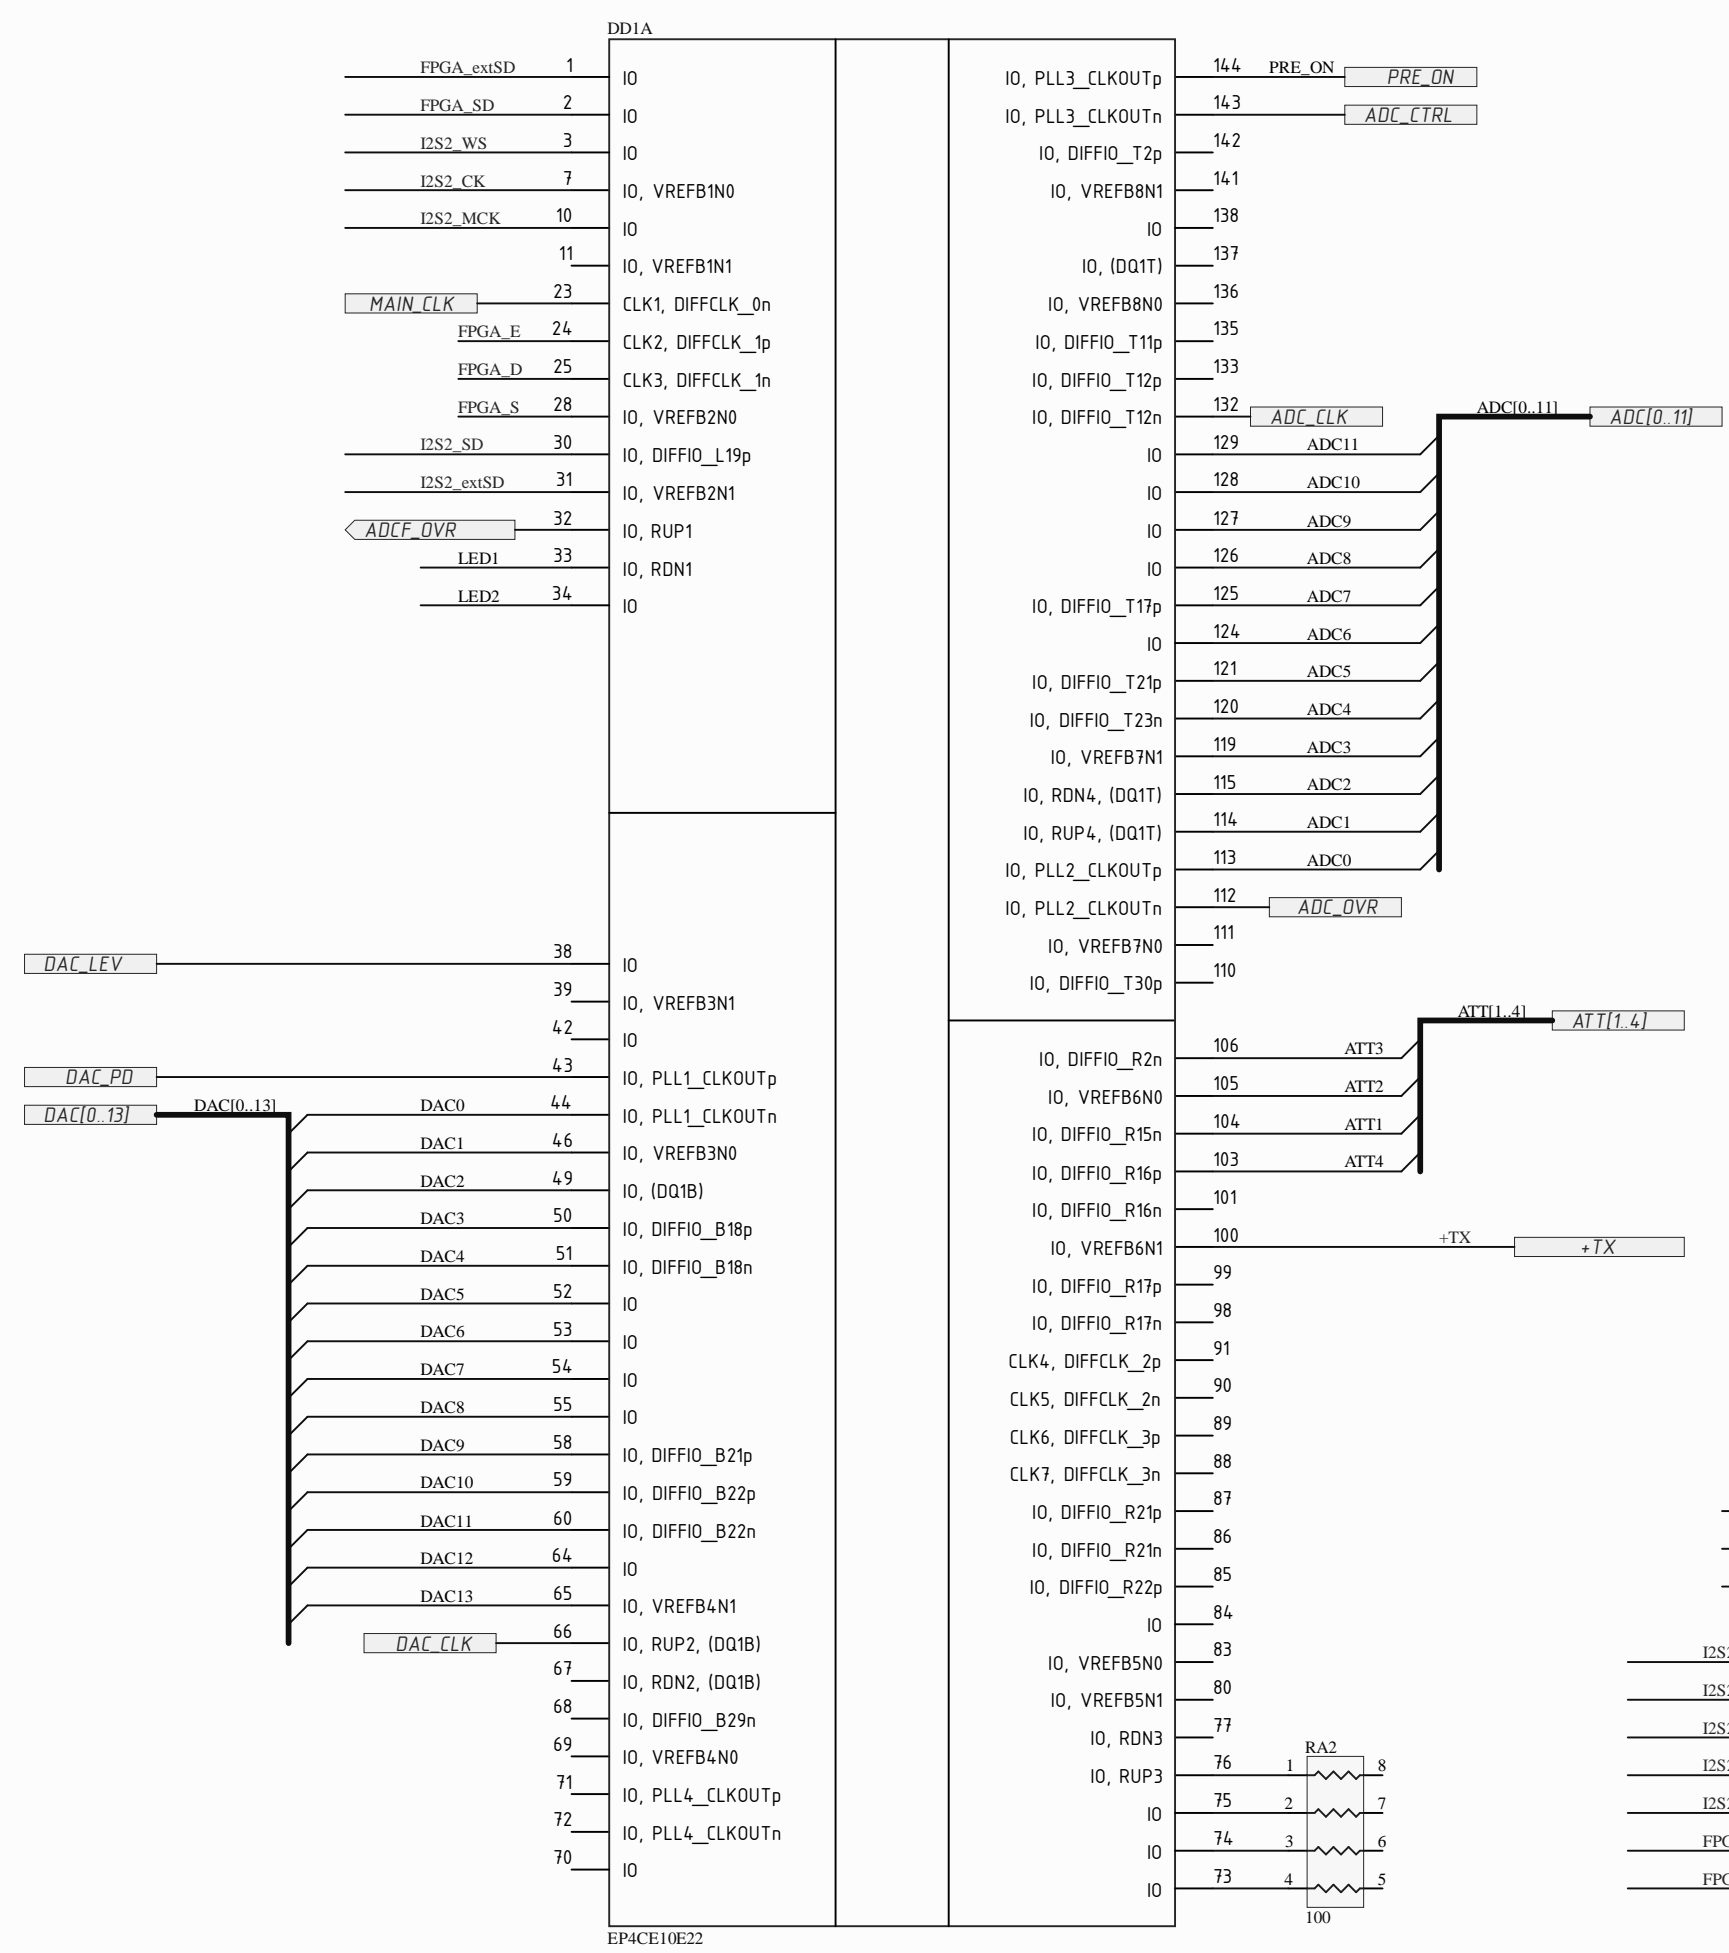 DD1A
FPGA_extSD 1 IO
FPGA_SD 2 IO
I2S2_WS 3 IO
I2S2_CK 7 IO, VREFB1N0
I2S2_MCK 10 IO
11 IO, VREFB1N1
MAIN_CLK 23 CLK1, DIFFCLK_0n
FPGA_E 24 CLK2, DIFFCLK_1p
FPGA_D 25 CLK3, DIFFCLK_1n
FPGA_S 28 IO, VREFB2N0
I2S2_SD 30 IO, DIFFIO_L19p
I2S2_extSD 31 IO, VREFB2N1
ADCF_OVR 32 IO, RUP1
LED1 33 IO, RDN1
LED2 34 IO
DAC_LEV 38 IO
39 IO, VREFB3N1
42 IO
DAC_PD 43 IO, PLL1_CLKOUTp
DAC[0..13] DAC[0..13] DAC0 44 IO, PLL1_CLKOUTn
DAC1 46 IO, VREFB3N0
DAC2 49 IO, (DQ1B)
DAC3 50 IO, DIFFIO_B18p
DAC4 51 IO, DIFFIO_B18n
DAC5 52 IO
DAC6 53 IO
DAC7 54 IO
DAC8 55 IO
DAC9 58 IO, DIFFIO_B21p
DAC10 59 IO, DIFFIO_B22p
DAC11 60 IO, DIFFIO_B22n
DAC12 64 IO
DAC13 65 IO, VREFB4N1
DAC_CLK 66 IO, RUP2, (DQ1B)
67 IO, RDN2, (DQ1B)
68 IO, DIFFIO_B29n
69 IO, VREFB4N0
71 IO, PLL4_CLKOUTp
72 IO, PLL4_CLKOUTn
70 IO
EP4CE10E22
IO, PLL3_CLKOUTp 144 PRE_ON PRE_ON
IO, PLL3_CLKOUTn 143 ADC_CTRL
IO, DIFFIO_T2p 142
IO, VREFB8N1 141
IO 138
IO, (DQ1T) 137
IO, VREFB8N0 136
IO, DIFFIO_T11p 135
IO, DIFFIO_T12p 133
IO, DIFFIO_T12n 132 ADC_CLK ADC[0..11] ADC[0..11]
IO 129 ADC11
IO 128 ADC10
IO 127 ADC9
IO 126 ADC8
IO, DIFFIO_T17p 125 ADC7
IO 124 ADC6
IO, DIFFIO_T21p 121 ADC5
IO, DIFFIO_T23n 120 ADC4
IO, VREFB7N1 119 ADC3
IO, RDN4, (DQ1T) 115 ADC2
IO, RUP4, (DQ1T) 114 ADC1
IO, PLL2_CLKOUTp 113 ADC0
IO, PLL2_CLKOUTn 112 ADC_OVR
IO, VREFB7N0 111
IO, DIFFIO_T30p 110
ATT[1..4] ATT[1..4]
IO, DIFFIO_R2n 106 ATT3
IO, VREFB6N0 105 ATT2
IO, DIFFIO_R15n 104 ATT1
IO, DIFFIO_R16p 103 ATT4
IO, DIFFIO_R16n 101
IO, VREFB6N1 100 +TX +TX
IO, DIFFIO_R17p 99
IO, DIFFIO_R17n 98
CLK4, DIFFCLK_2p 91
CLK5, DIFFCLK_2n 90
CLK6, DIFFCLK_3p 89
CLK7, DIFFCLK_3n 88
IO, DIFFIO_R21p 87
IO, DIFFIO_R21n 86
IO, DIFFIO_R22p 85
IO 84
IO, VREFB5N0 83
IO, VREFB5N1 80
IO, RDN3 77
RA2
IO, RUP3 76 1 8
IO 75 2 7
IO 74 3 6
IO 73 4 5
100